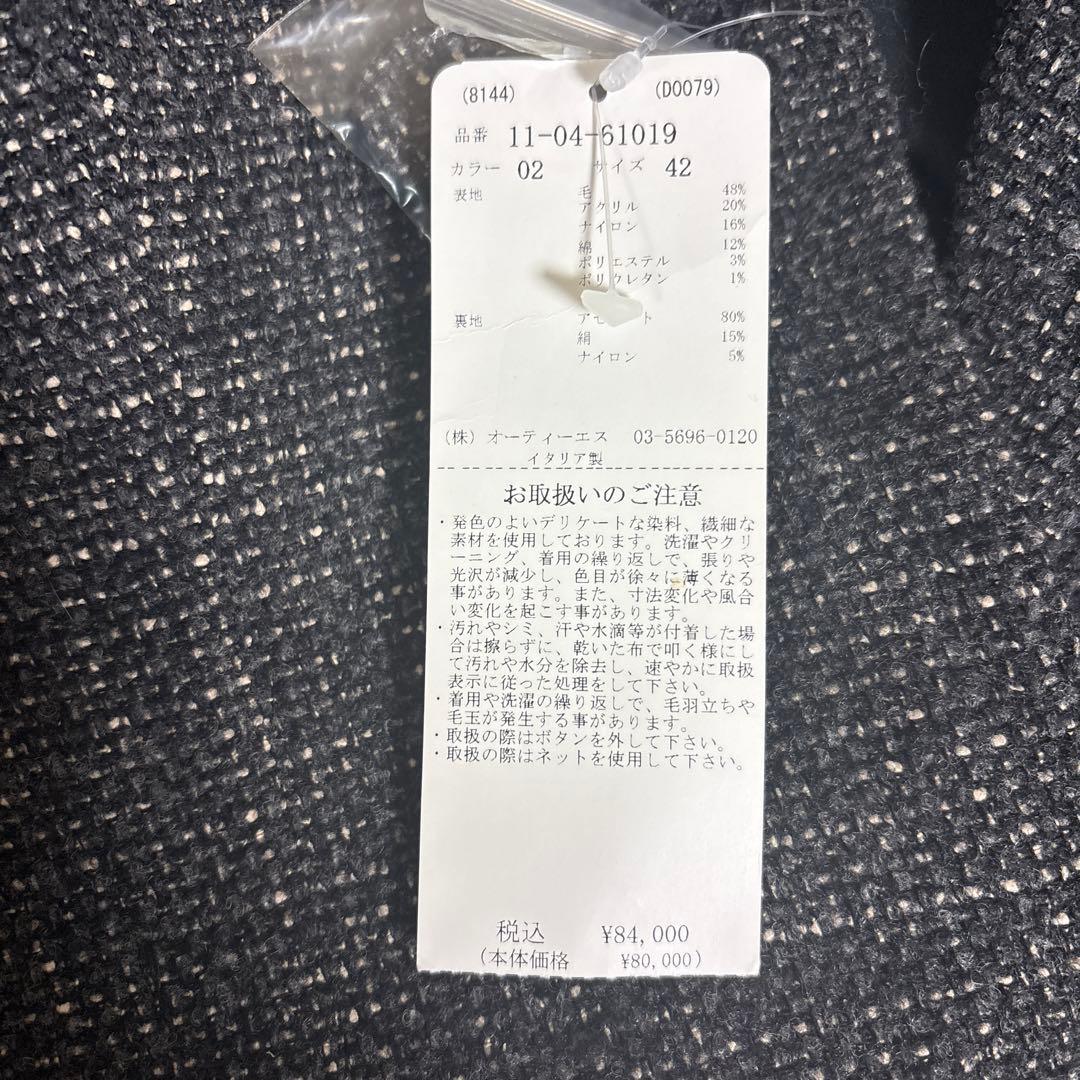 (8144) (D0079)
品番 11-04-61019
カラー 02 サイズ 42
表地 毛 48%
アクリル 20%
ナイロン 16%
綿 12%
ポリエステル 3%
ポリウレタン 1%
裏地 80%
絹 15%
ナイロン 5%
(株) オーティーエス 03-5696-0120
イタリア製
お取扱いのご注意
・発色のよいデリケートな染料、繊細な
素材を使用しております。洗濯やクリ
ーニング、着用の繰り返しで、張りや
光沢が減少し、色目が徐々に薄くなる
事があります。また、寸法変化や風合
い変化を起こす事があります。
・汚れやシミ、汗や水滴等が付着した場
合は擦らずに、乾いた布で叩く様にし
て汚れや水分を除去し、速やかに取扱
表示に従った処理をして下さい。
・着用や洗濯の繰り返しで、毛羽立ちや
毛玉が発生する事があります。
・取扱の際はボタンを外して下さい。
・取扱の際はネットを使用して下さい。
税込 ¥84,000
(本体価格 ¥80,000)